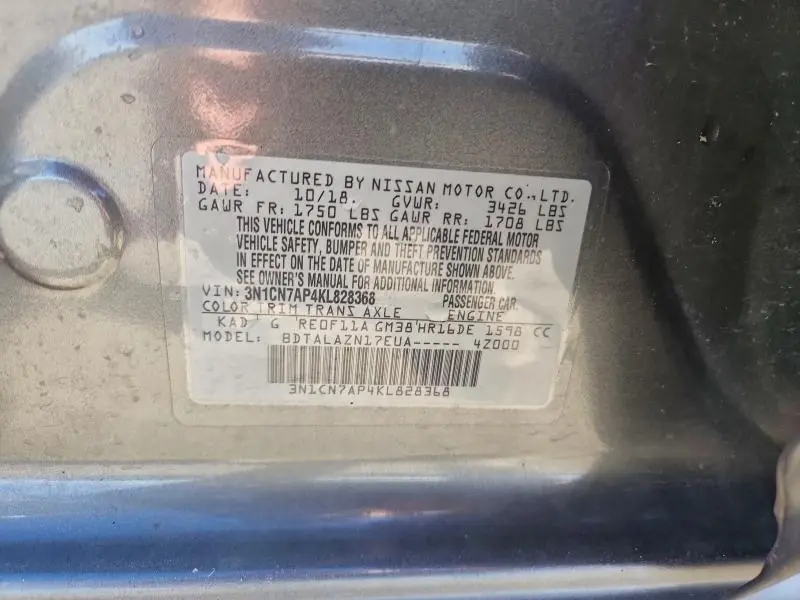 MANUFACTURED BY NISSAN MOTOR CO., LTD.
DATE: 10/18 GVWR: 3426 LBS
GAWR FR: 1750 LBS GAWR RR: 1708 LBS
THIS VEHICLE CONFORMS TO ALL APPLICABLE FEDERAL MOTOR
VEHICLE SAFETY, BUMPER AND THEFT PREVENTION STANDARDS
IN EFFECT ON THE DATE OF MANUFACTURE SHOWN ABOVE.
SEE OWNER'S MANUAL FOR ADDITIONAL INFORMATION.
VIN: 3N1CN7AP4KL828368 PASSENGER CAR
COLOR TRIM TRANS AXLE ENGINE
KAD G RE0F11A GM38 HR16DE 1598 CC
MODEL: BDTALAZN17EUA----- 4Z000
3N1CN7AP4KL828368